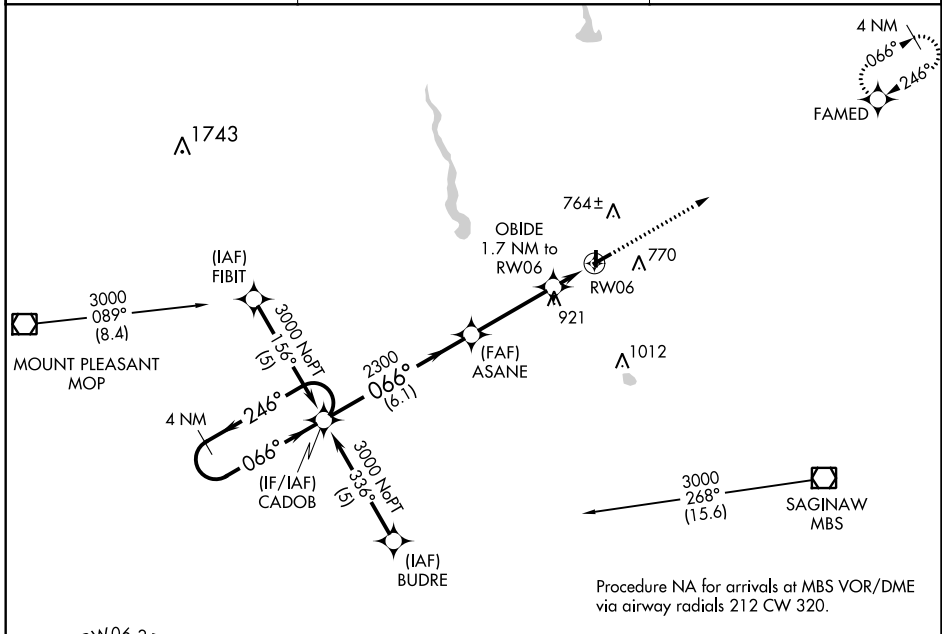 4 NM
066°
246°
FAMED
1743
764±
OBIDE
1.7 NM to
RW06
770
RW06
(IAF)
FIBIT
3000
089°
(8.4)
MOUNT PLEASANT
MOP
3000 NoPT
156°
(5)
921
2300
066°
(6.1)
(FAF)
ASANE
1012
4 NM
246°
066°
(IF/IAF)
CADOB
3000 NoPT
336°
(5)
(IAF)
BUDRE
3000
268°
(15.6)
SAGINAW
MBS
Procedure NA for arrivals at MBS VOR/DME
via airway radials 212 CW 320.